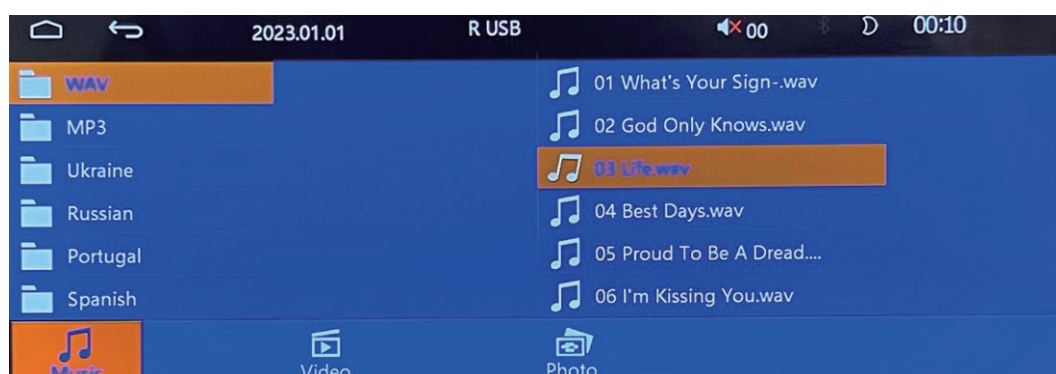 2023.01.01 R USB 00 00:10
WAV
MP3
Ukraine
Russian
Portugal
Spanish
01 What's Your Sign-.wav
02 God Only Knows.wav
03 Life.wav
04 Best Days.wav
05 Proud To Be A Dread....
06 I'm Kissing You.wav
Music Video Photo